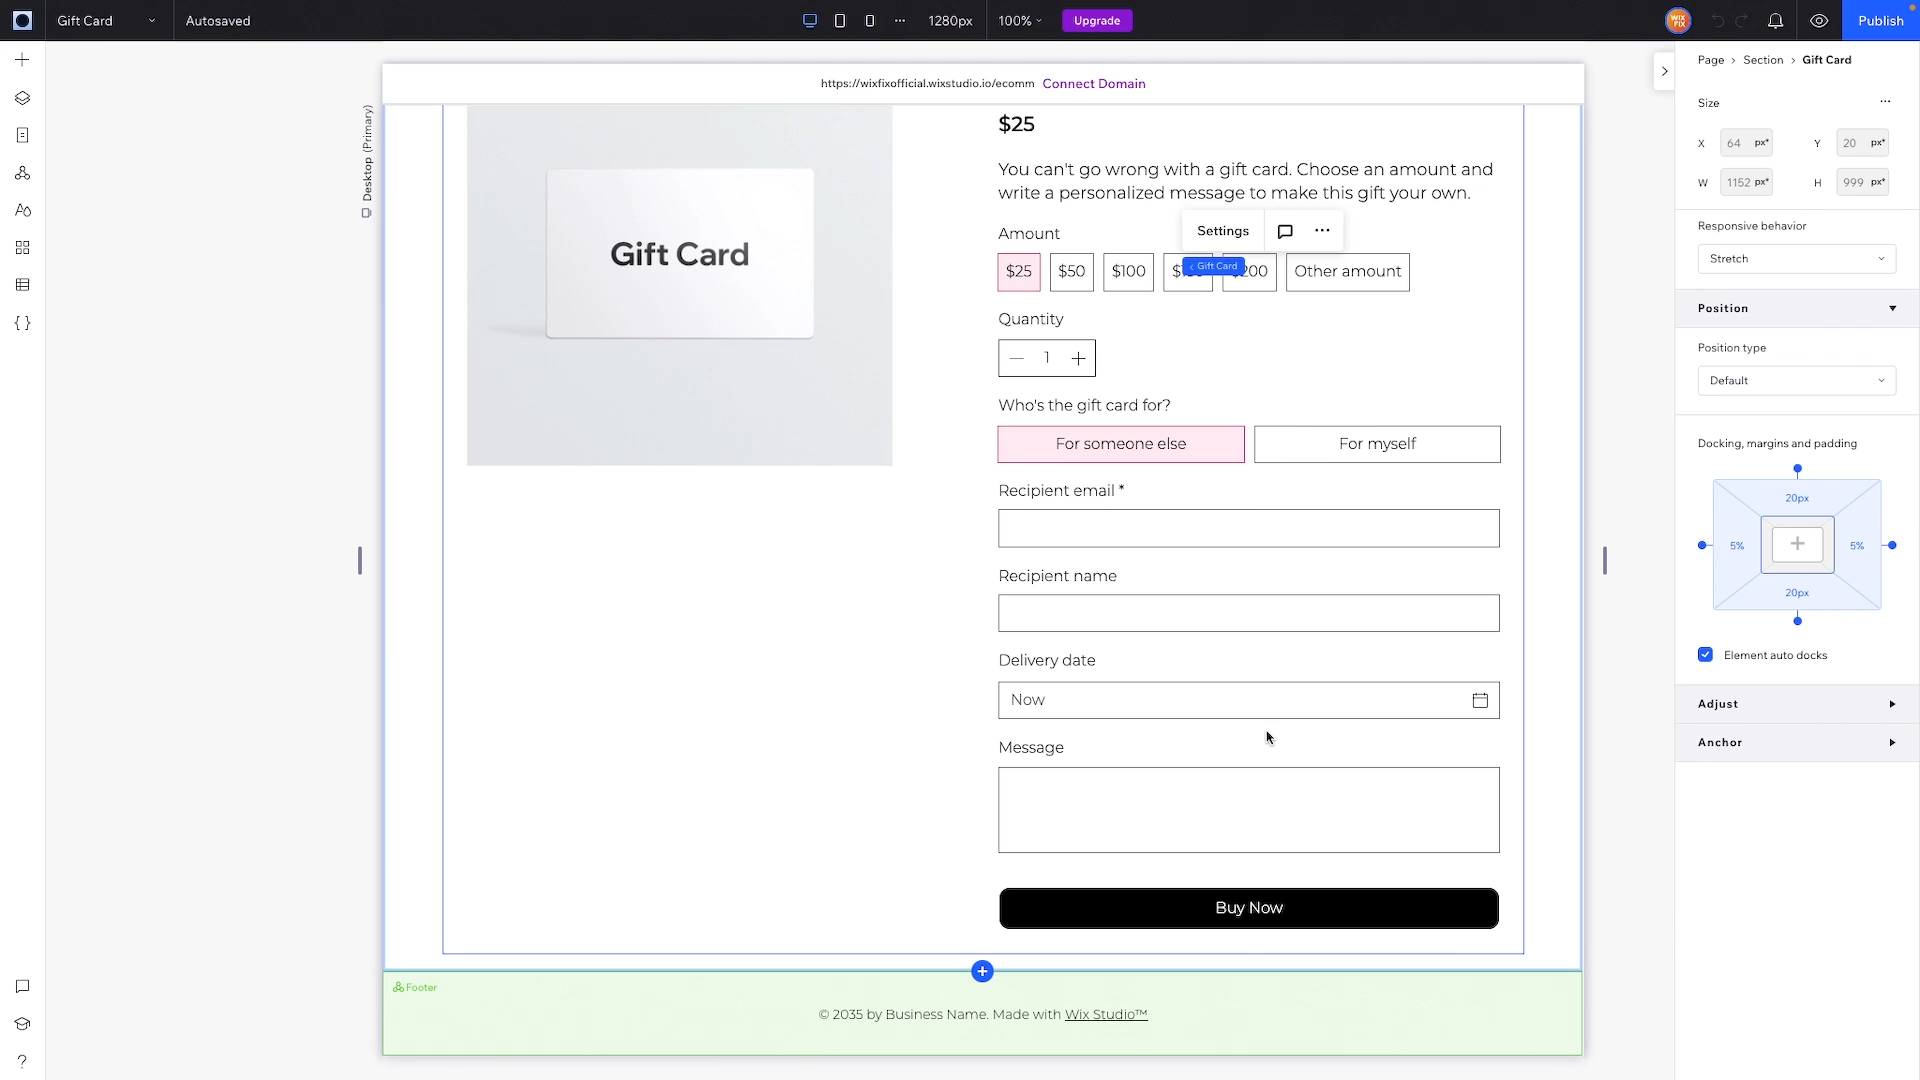 Gift Card
Autosaved
1280px
100%
Upgrade
WIX FIX
Publish
https://wixfixofficial.wixstudio.io/ecomm Connect Domain
Desktop (Primary)
Page > Section > Gift Card
Size
X 64 px* Y 20 px*
W 1152 px* H 999 px*
Responsive behavior
Stretch
Position
Position type
Default
Docking, margins and padding
20px
5% 5%
20px
Element auto docks
Adjust
Anchor
Gift Card
$25
You can't go wrong with a gift card. Choose an amount and
write a personalized message to make this gift your own.
Settings
Amount
Gift Card
$25 $50 $100 Other amount
Quantity
1
Who's the gift card for?
For someone else For myself
Recipient email *
Recipient name
Delivery date
Now
Message
Buy Now
Footer
© 2035 by Business Name. Made with Wix Studio™